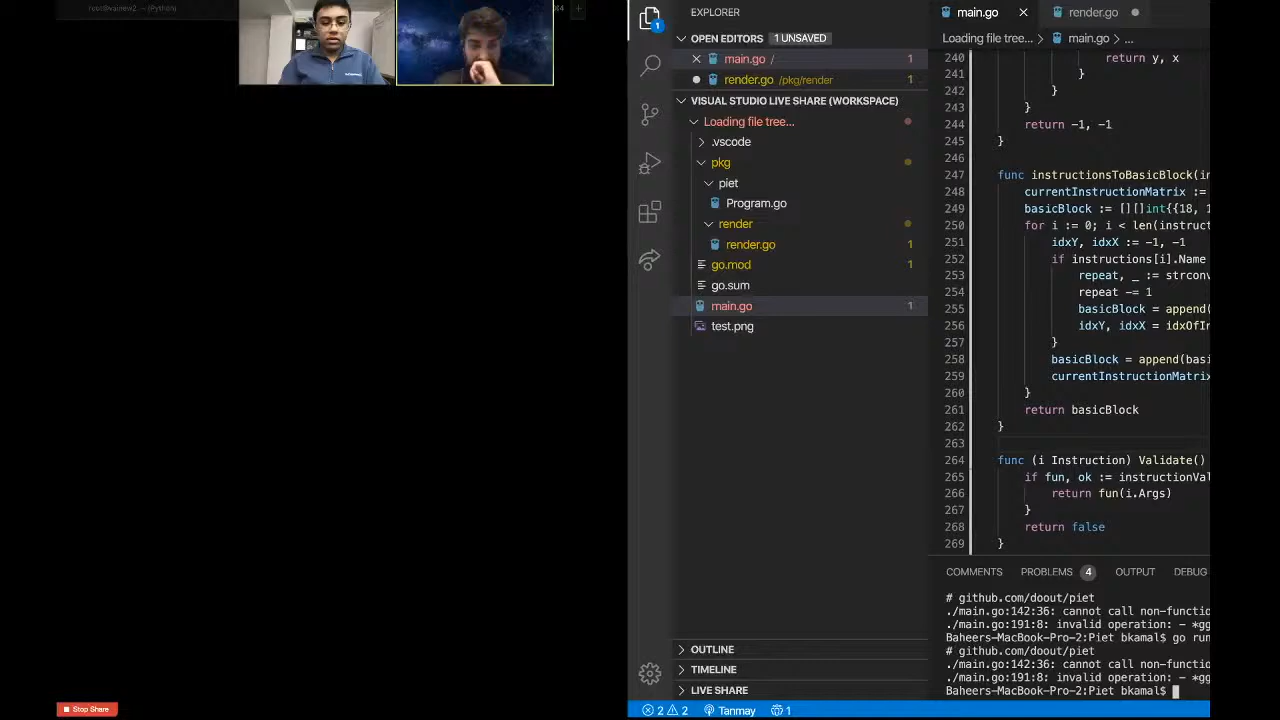 EXPLORER
OPEN EDITORS 1 UNSAVED
main.go / 1
render.go /pkg/render 1
VISUAL STUDIO LIVE SHARE (WORKSPACE)
Loading file tree...
.vscode
pkg
piet
Program.go
render
render.go 1
go.mod 1
go.sum
main.go 1
test.png
OUTLINE
TIMELINE
LIVE SHARE
main.go render.go
Loading file tree... > main.go > ...
240 return y, x
241 }
242 }
243 }
244 return -1, -1
245 }
246
247 func instructionsToBasicBlock(in
248 currentInstructionMatrix :=
249 basicBlock := [][]int{{18, 1
250 for i := 0; i < len(instruct
251 idxY, idxX := -1, -1
252 if instructions[i].Name
253 repeat, _ := strconv
254 repeat -= 1
255 basicBlock = append(
256 idxY, idxX = idxOfIn
257 }
258 basicBlock = append(basi
259 currentInstructionMatrix
260 }
261 return basicBlock
262 }
263
264 func (i Instruction) Validate()
265 if fun, ok := instructionVal
266 return fun(i.Args)
267 }
268 return false
269 }
COMMENTS PROBLEMS 4 OUTPUT DEBUG
# github.com/doout/piet
./main.go:142:36: cannot call non-functio
./main.go:191:8: invalid operation: - *gg
Baheers-MacBook-Pro-2:Piet bkamal$ go run
# github.com/doout/piet
./main.go:142:36: cannot call non-functio
./main.go:191:8: invalid operation: - *gg
Baheers-MacBook-Pro-2:Piet bkamal$
Stop Share
2 2 Tanmay 1